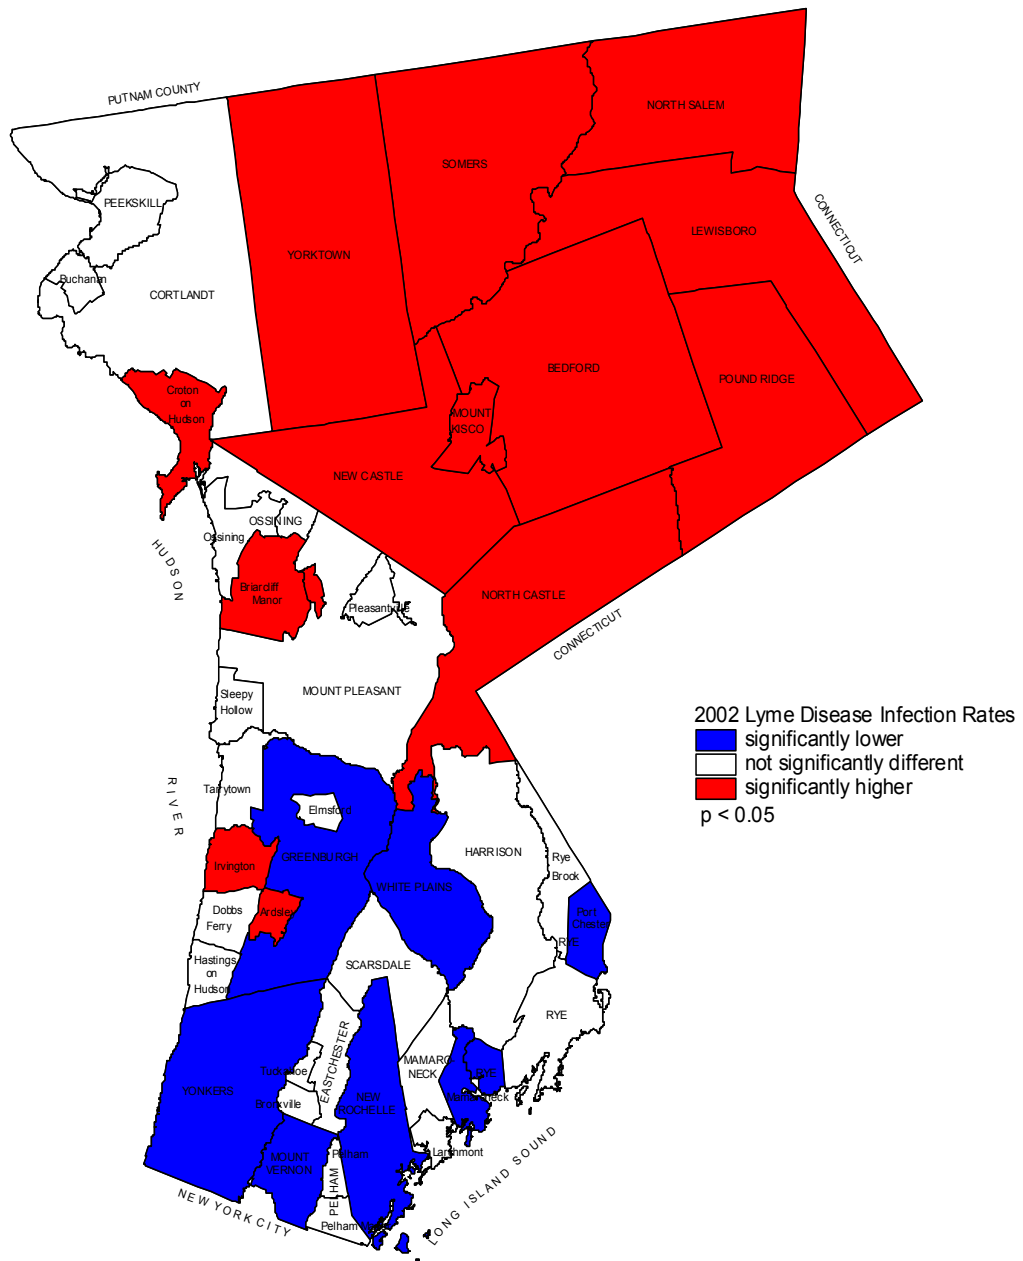 PUTNAM COUNTY
NORTH SALEM
SOMERS
PEEKSKILL
CONNECTICUT
LEWISBORO
YORKTOWN
Buchanan
CORTLANDT
BEDFORD
POUND RIDGE
Croton
on
Hudson
MOUNT
KISCO
NEW CASTLE
OSSINING
Ossining
HUDSON
Briarcliff
Manor
NORTH CASTLE
Pleasantville
CONNECTICUT
MOUNT PLEASANT
Sleepy
Hollow
2002 Lyme Disease Infection Rates
significantly lower
not significantly different
significantly higher
p < 0.05
Tarrytown
RIVER
Elmsford
GREENBURGH
HARRISON
Rye
Brook
Irvington
WHITE PLAINS
Dobbs
Ferry
Ardsley
Port
Chester
RYE
Hastings
on
Hudson
SCARSDALE
RYE
EASTCHESTER
MAMARO-
NECK
Tuckahoe
RYE
YONKERS
Bronxville
NEW
ROCHELLE
Mamaroneck
MOUNT
VERNON
Pelham
Larchmont
PELHAM
LONG ISLAND SOUND
NEW YORK CITY
Pelham Manor